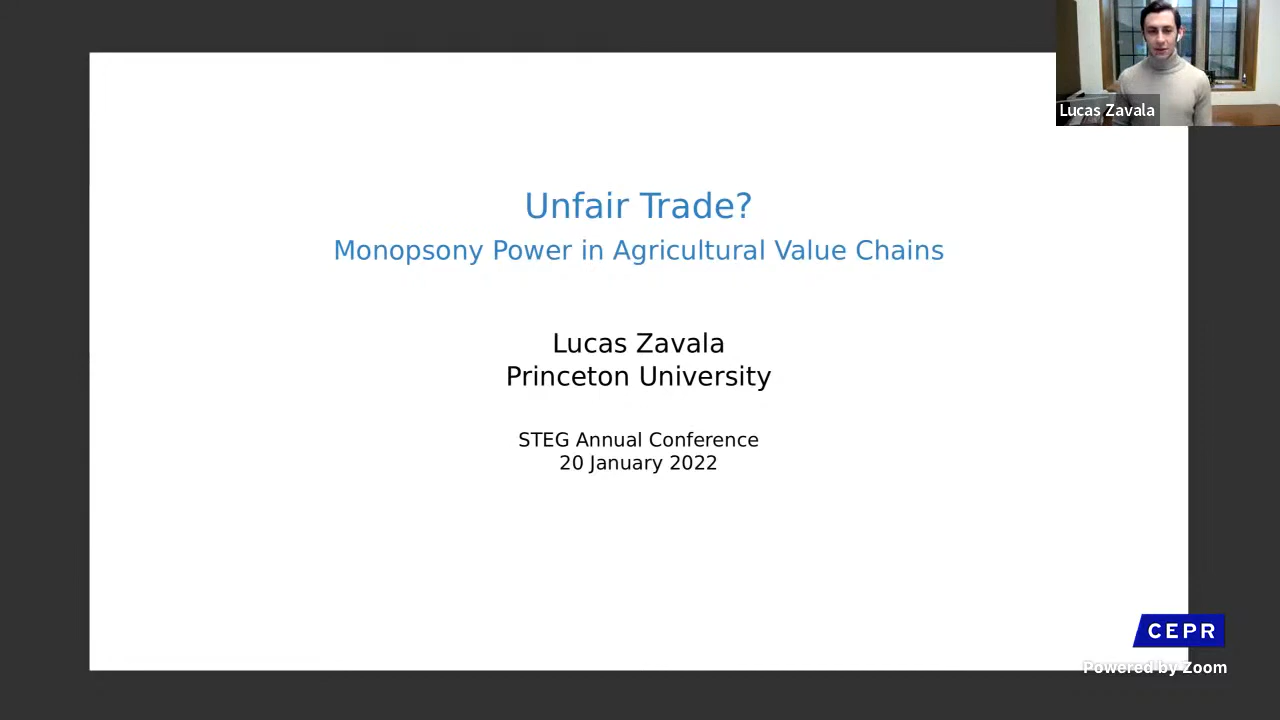 Lucas Zavala
Unfair Trade?
Monopsony Power in Agricultural Value Chains
Lucas Zavala
Princeton University
STEG Annual Conference
20 January 2022
CEPR
Powered by Zoom